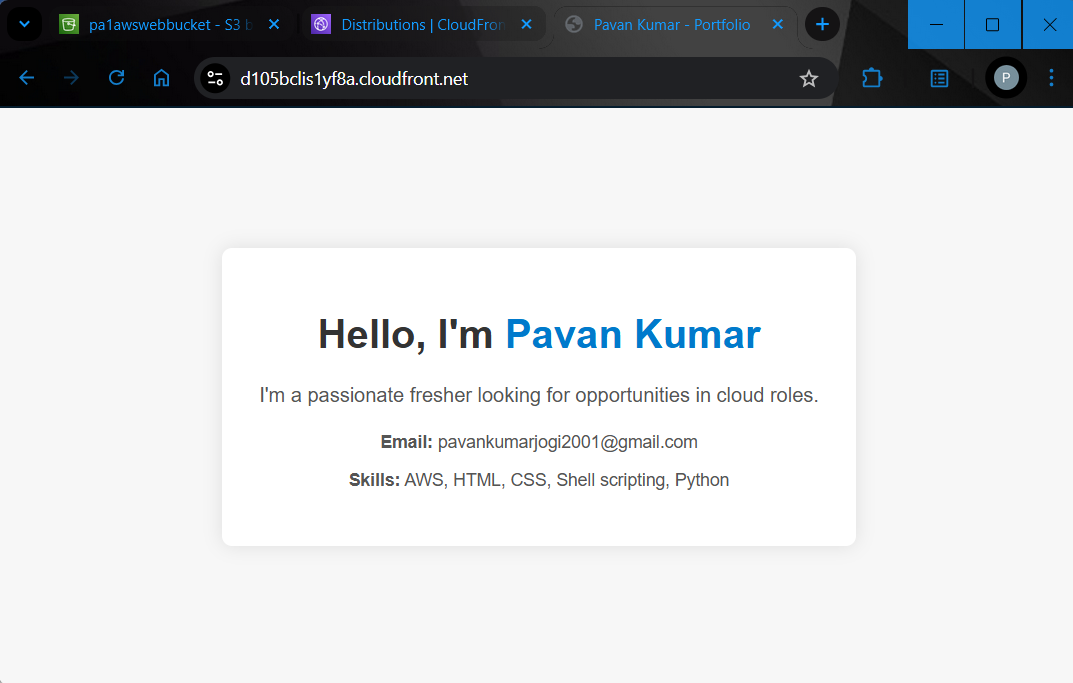 pa1awswebbucket - S3 b
Distributions | CloudFron
Pavan Kumar - Portfolio
d105bclis1yf8a.cloudfront.net
P
Hello, I'm Pavan Kumar
I'm a passionate fresher looking for opportunities in cloud roles.
Email: pavankumarjogi2001@gmail.com
Skills: AWS, HTML, CSS, Shell scripting, Python